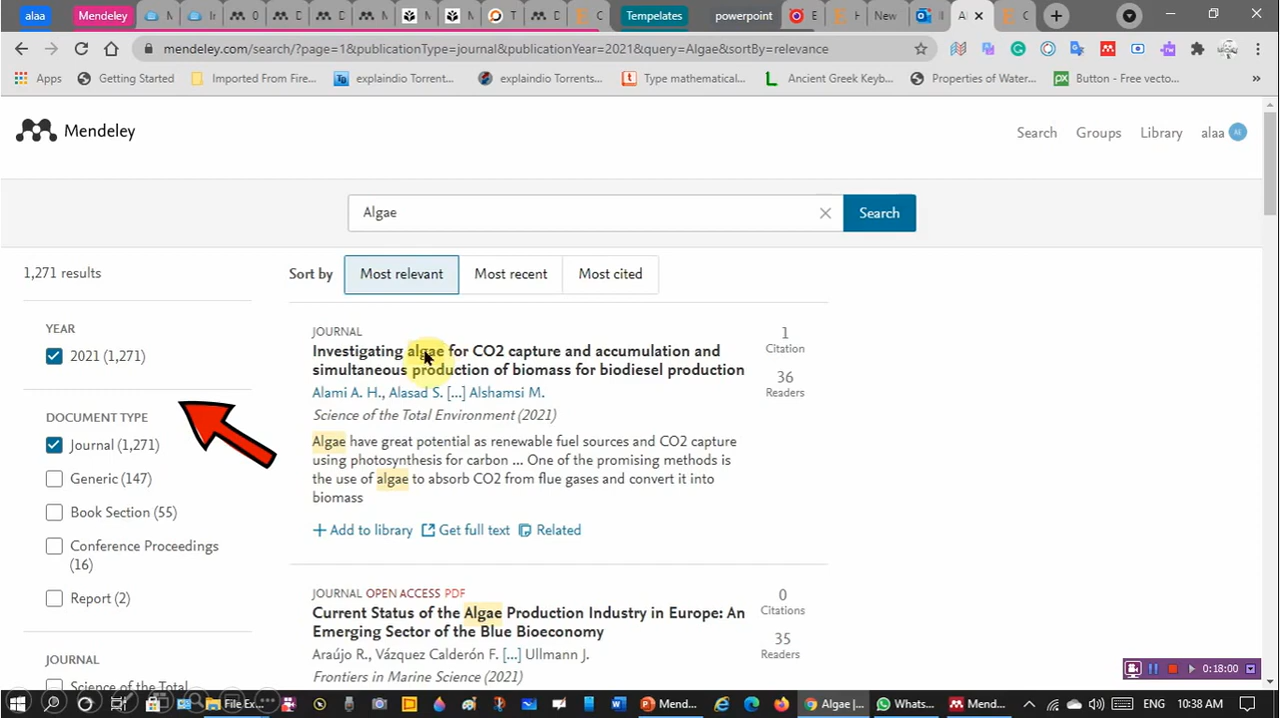 alaa
Mendeley
Tempelates
powerpoint
New
mendeley.com/search/?page=1&publicationType=journal&publicationYear=2021&query=Algae&sortBy=relevance
Apps
Getting Started
Imported From Fire...
explaindio Torrent...
explaindio Torrents...
Type mathematical...
Ancient Greek Keyb...
Properties of Water...
Button - Free vecto...
»
Mendeley
Search
Groups
Library
alaa
Algae
Search
1,271 results
Sort by
Most relevant
Most recent
Most cited
YEAR
2021 (1,271)
DOCUMENT TYPE
Journal (1,271)
Generic (147)
Book Section (55)
Conference Proceedings
(16)
Report (2)
JOURNAL
Science of the Total
JOURNAL
Investigating algae for CO2 capture and accumulation and
simultaneous production of biomass for biodiesel production
Alami A. H., Alasad S. [...] Alshamsi M.
Science of the Total Environment (2021)
Algae have great potential as renewable fuel sources and CO2 capture
using photosynthesis for carbon ... One of the promising methods is
the use of algae to absorb CO2 from flue gases and convert it into
biomass
Add to library
Get full text
Related
1
Citation
36
Readers
JOURNAL OPEN ACCESS PDF
Current Status of the Algae Production Industry in Europe: An
Emerging Sector of the Blue Bioeconomy
Araújo R., Vázquez Calderón F. [...] Ullmann J.
Frontiers in Marine Science (2021)
0
Citations
35
Readers
0:18:00
File Ex...
Mend...
Algae |...
Whats...
Mend...
10:38 AM